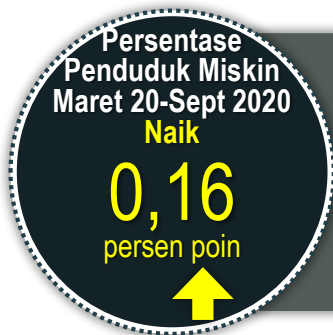 Persentase
Penduduk Miskin
Maret 20-Sept 2020
Naik
0,16
persen poin